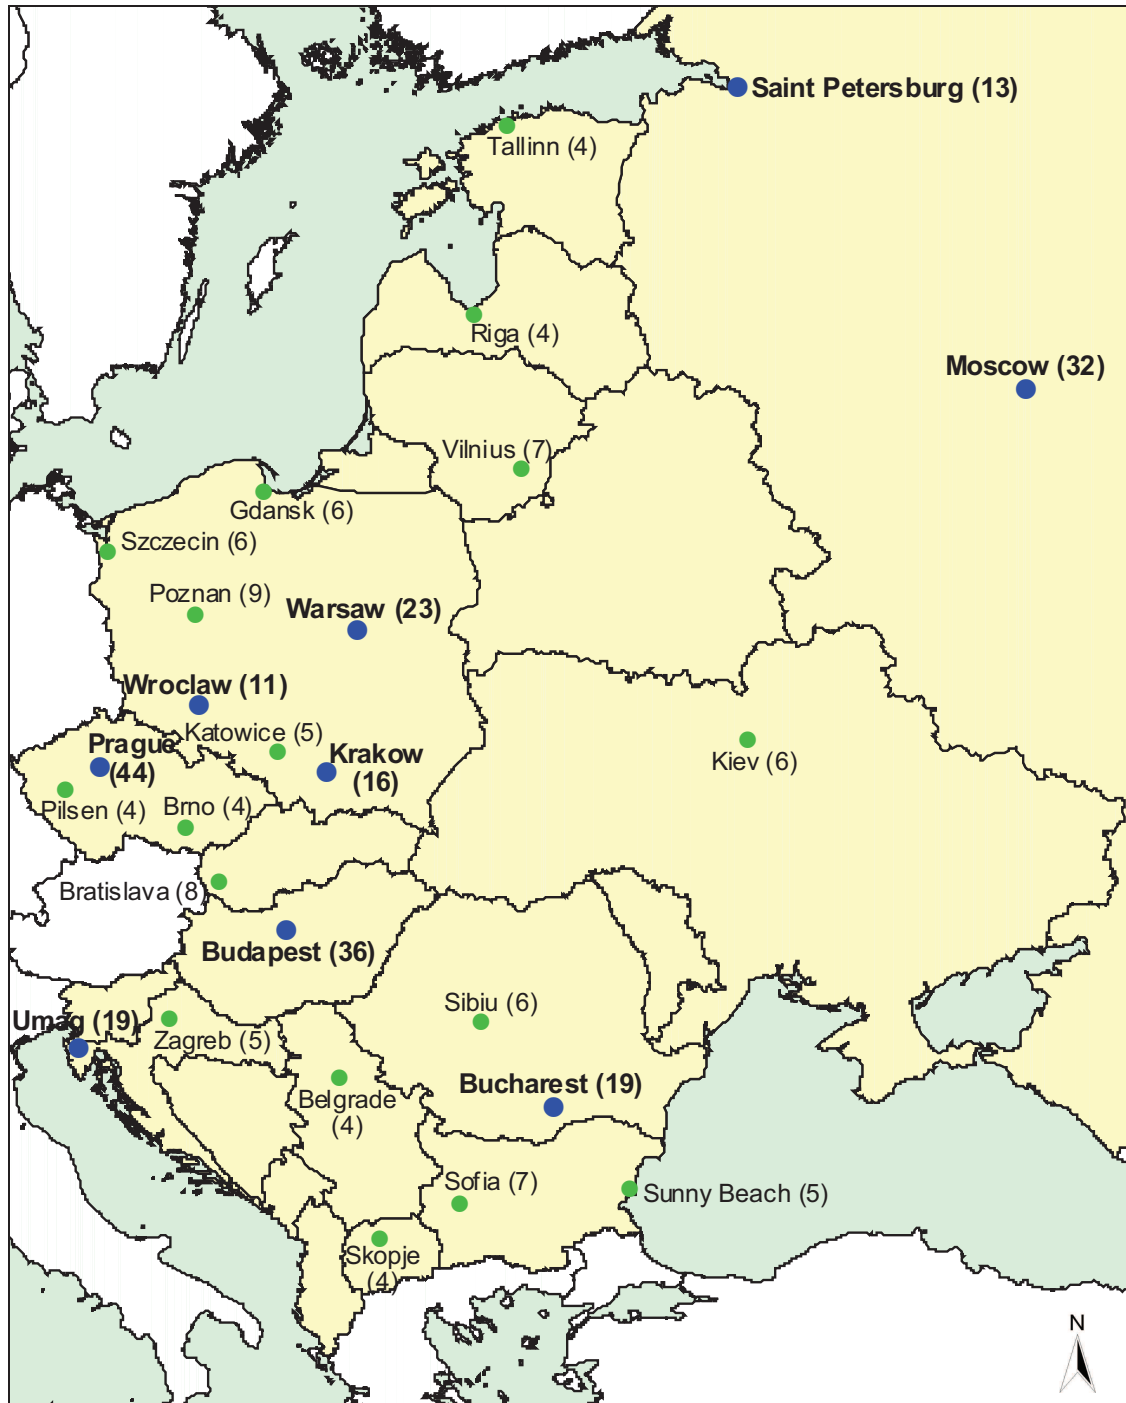 Saint Petersburg (13)
Tallinn (4)
Riga (4)
Moscow (32)
Vilnius (7)
Gdansk (6)
Szczecin (6)
Poznan (9)
Warsaw (23)
Wroclaw (11)
Katowice (5)
Prague
(44)
Krakow
(16)
Kiev (6)
Pilsen (4)
Brno (4)
Bratislava (8)
Budapest (36)
Sibiu (6)
Umag (19)
Zagreb (5)
Bucharest (19)
Belgrade
(4)
Sofia (7)
Sunny Beach (5)
Skopje
(4)
N